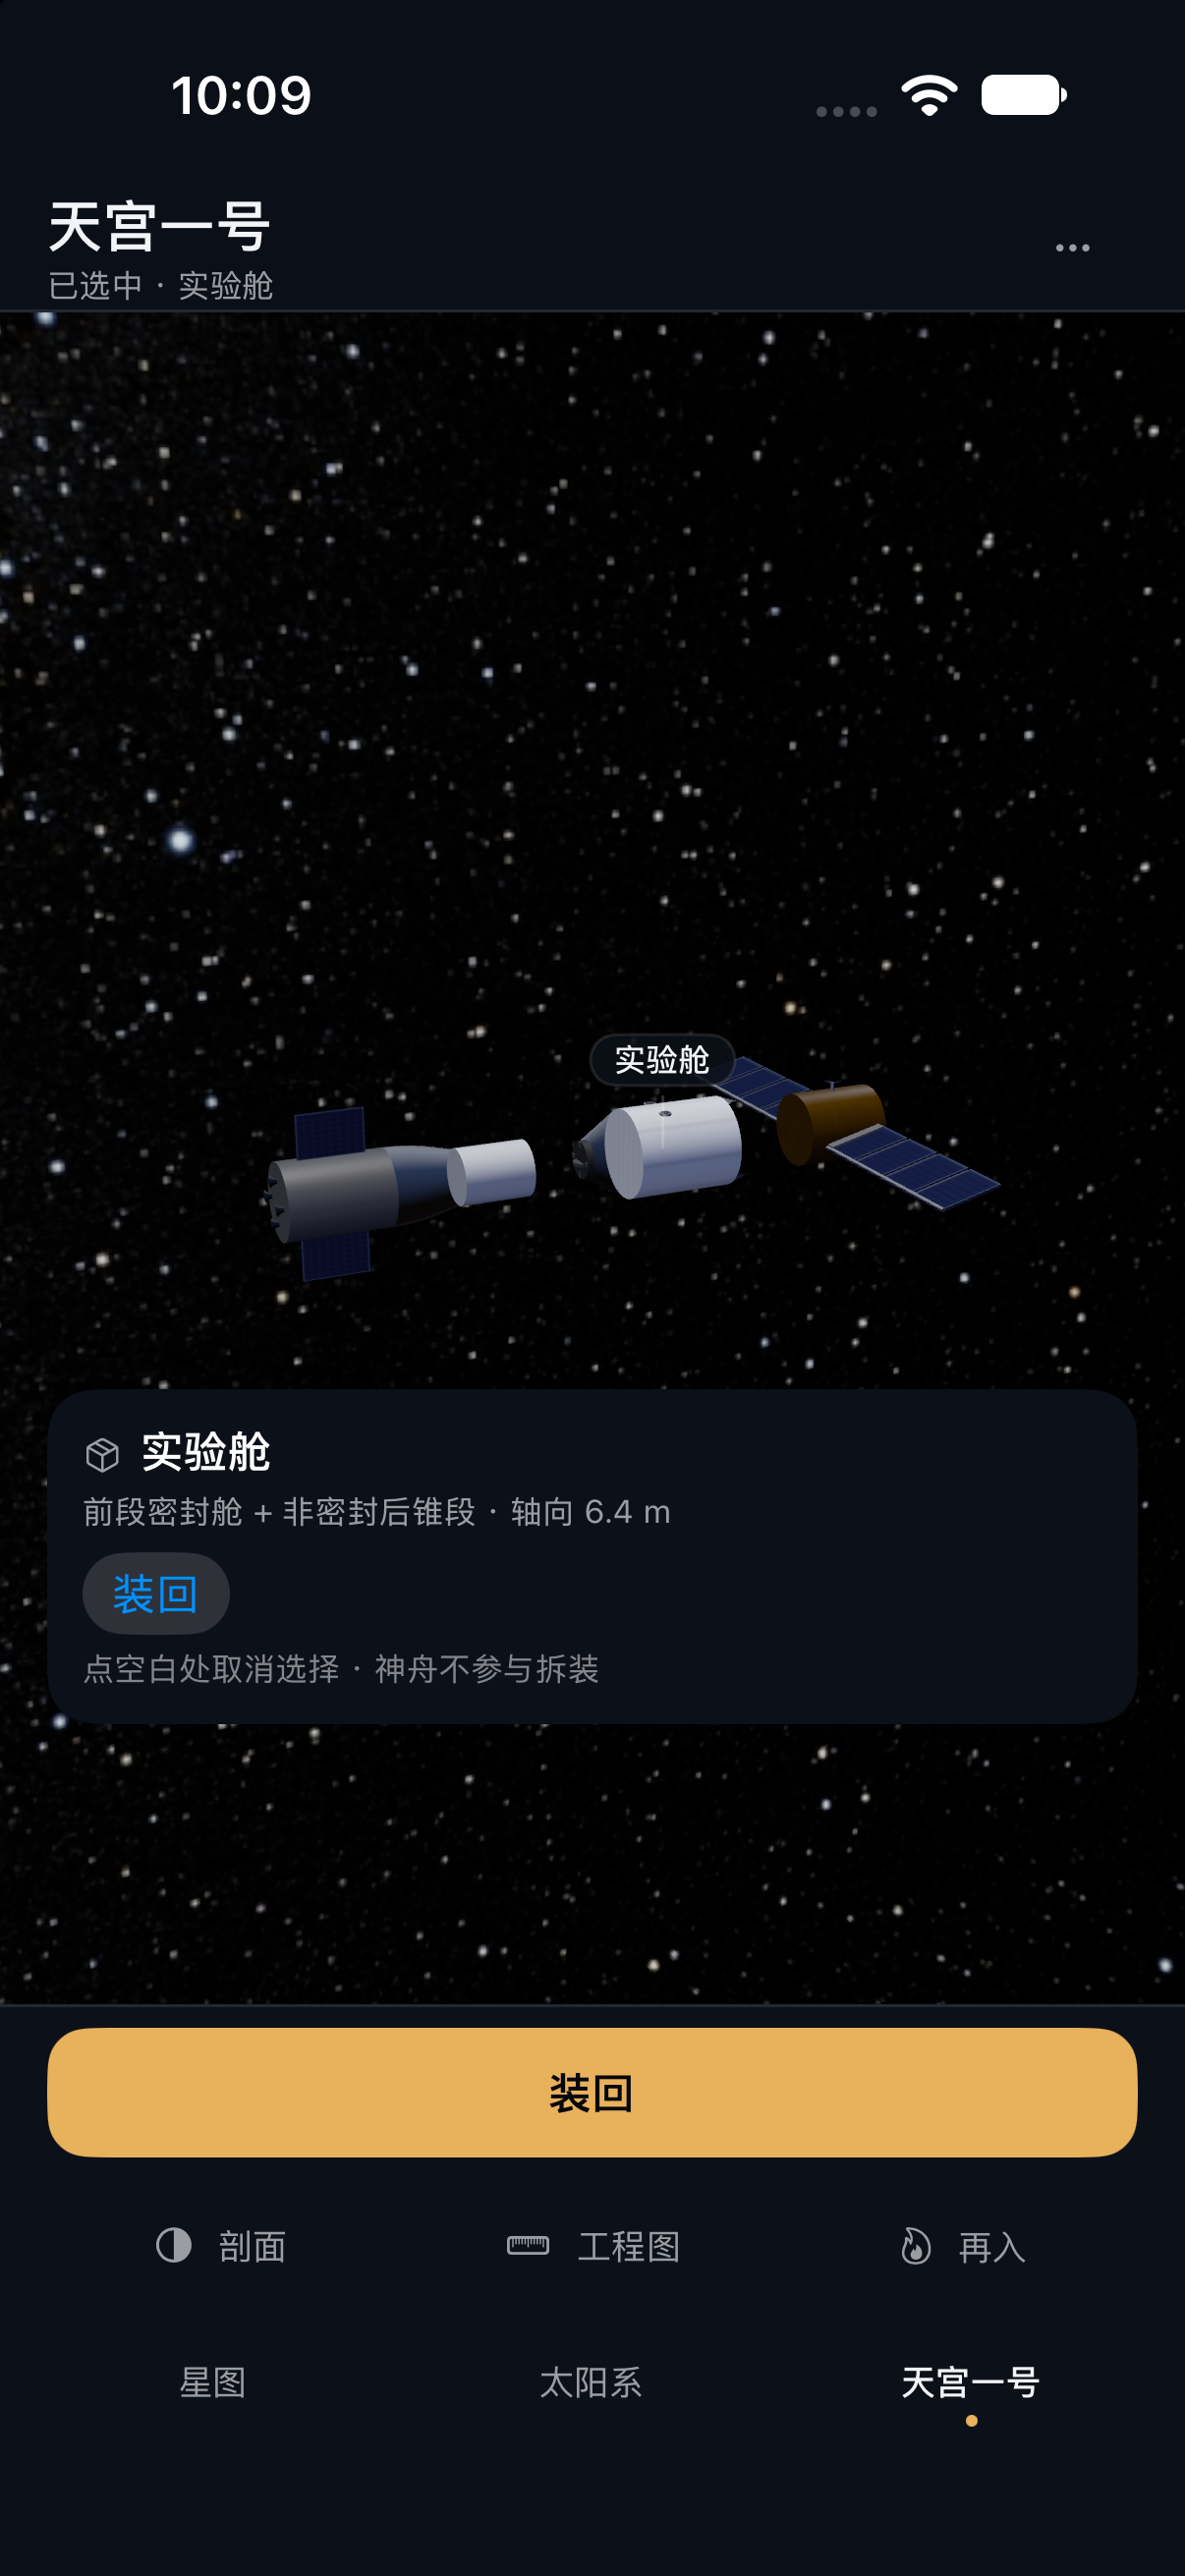 10:09
天宫一号
已选中 · 实验舱
实验舱
实验舱
前段密封舱 + 非密封后锥段 · 轴向 6.4 m
装回
点空白处取消选择 · 神舟不参与拆装
装回
剖面 工程图 再入
星图 太阳系 天宫一号